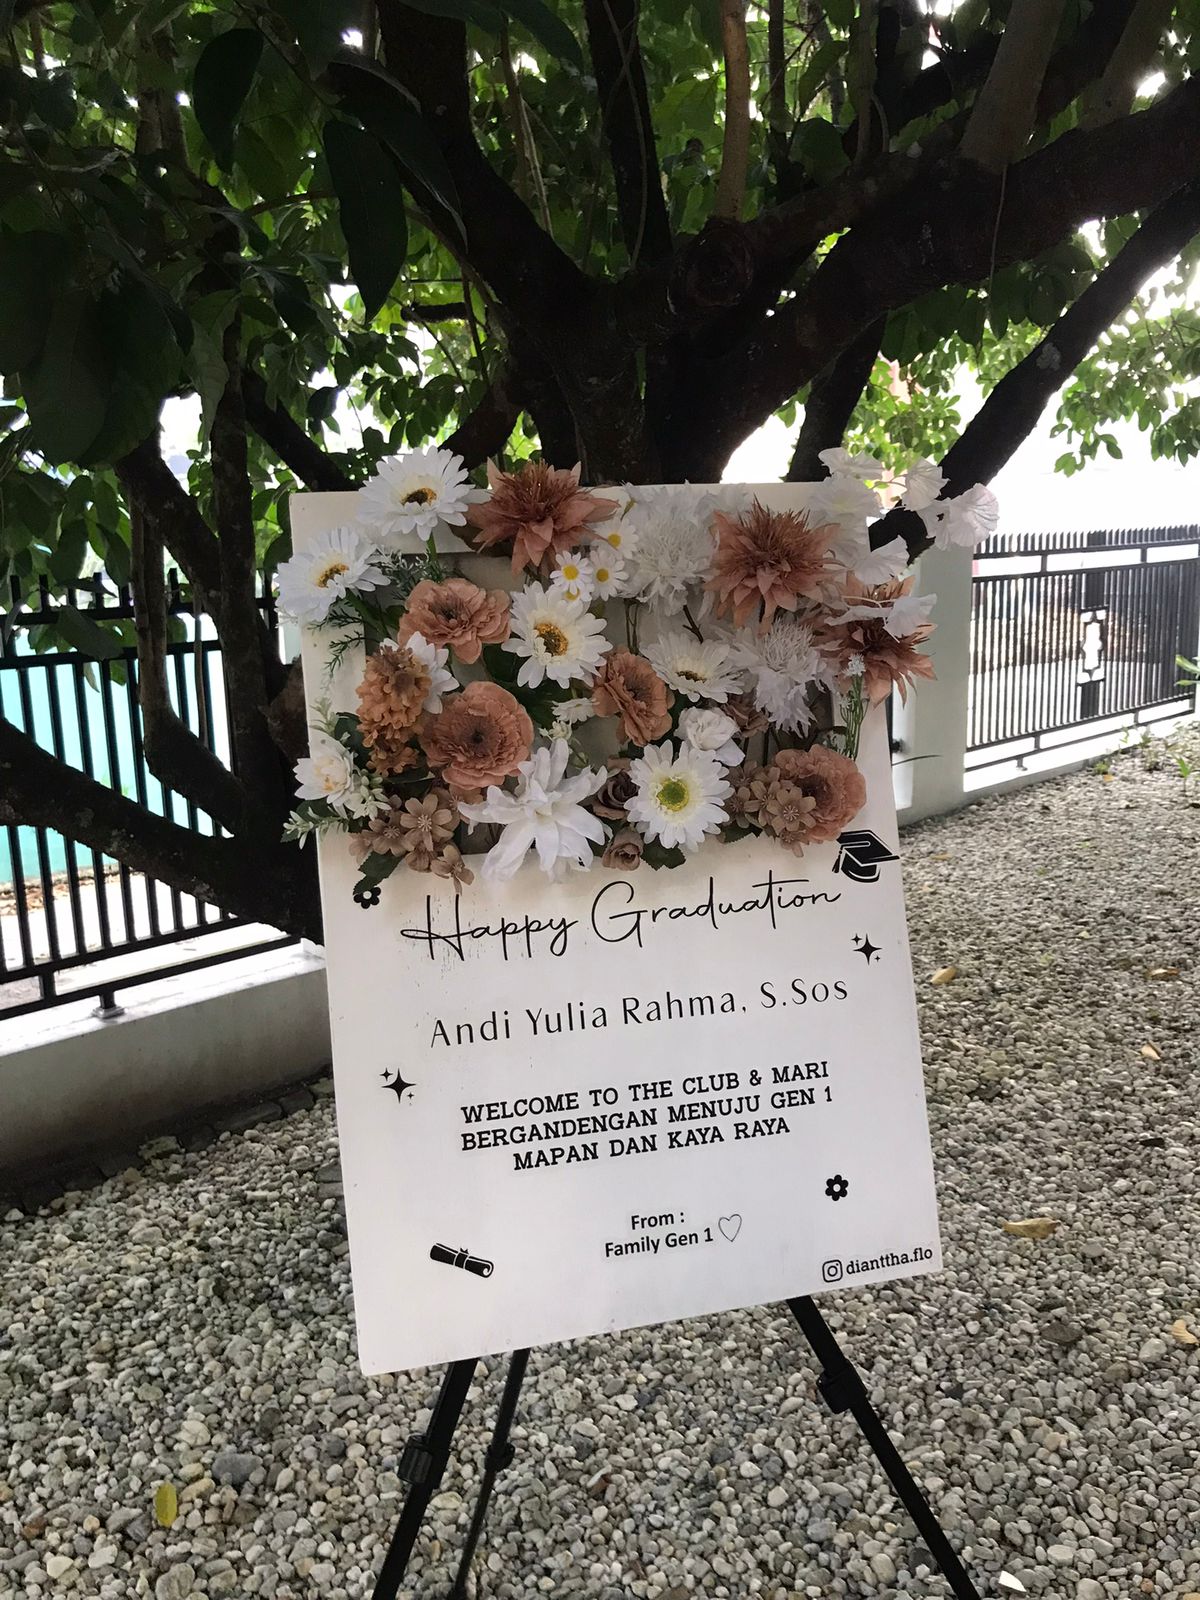 Happy Graduation
Andi Yulia Rahma, S.Sos
WELCOME TO THE CLUB & MARI
BERGANDENGAN MENUJU GEN 1
MAPAN DAN KAYA RAYA
From :
Family Gen 1
dianttha.flo